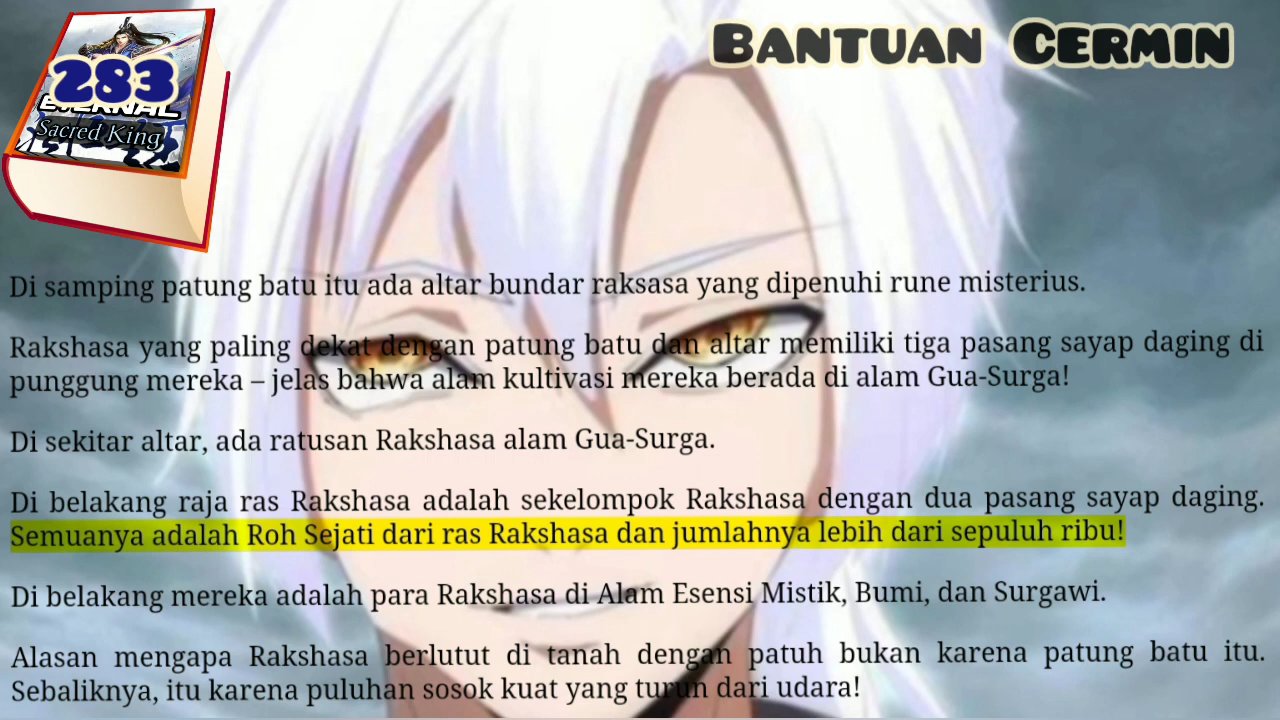 283
ETERNAL
Sacred King
BANTUAN CERMIN
Di samping patung batu itu ada altar bundar raksasa yang dipenuhi rune misterius.
Rakshasa yang paling dekat dengan patung batu dan altar memiliki tiga pasang sayap daging di
punggung mereka – jelas bahwa alam kultivasi mereka berada di alam Gua-Surga!
Di sekitar altar, ada ratusan Rakshasa alam Gua-Surga.
Di belakang raja ras Rakshasa adalah sekelompok Rakshasa dengan dua pasang sayap daging.
Semuanya adalah Roh Sejati dari ras Rakshasa dan jumlahnya lebih dari sepuluh ribu!
Di belakang mereka adalah para Rakshasa di Alam Esensi Mistik, Bumi, dan Surgawi.
Alasan mengapa Rakshasa berlutut di tanah dengan patuh bukan karena patung batu itu.
Sebaliknya, itu karena puluhan sosok kuat yang turun dari udara!